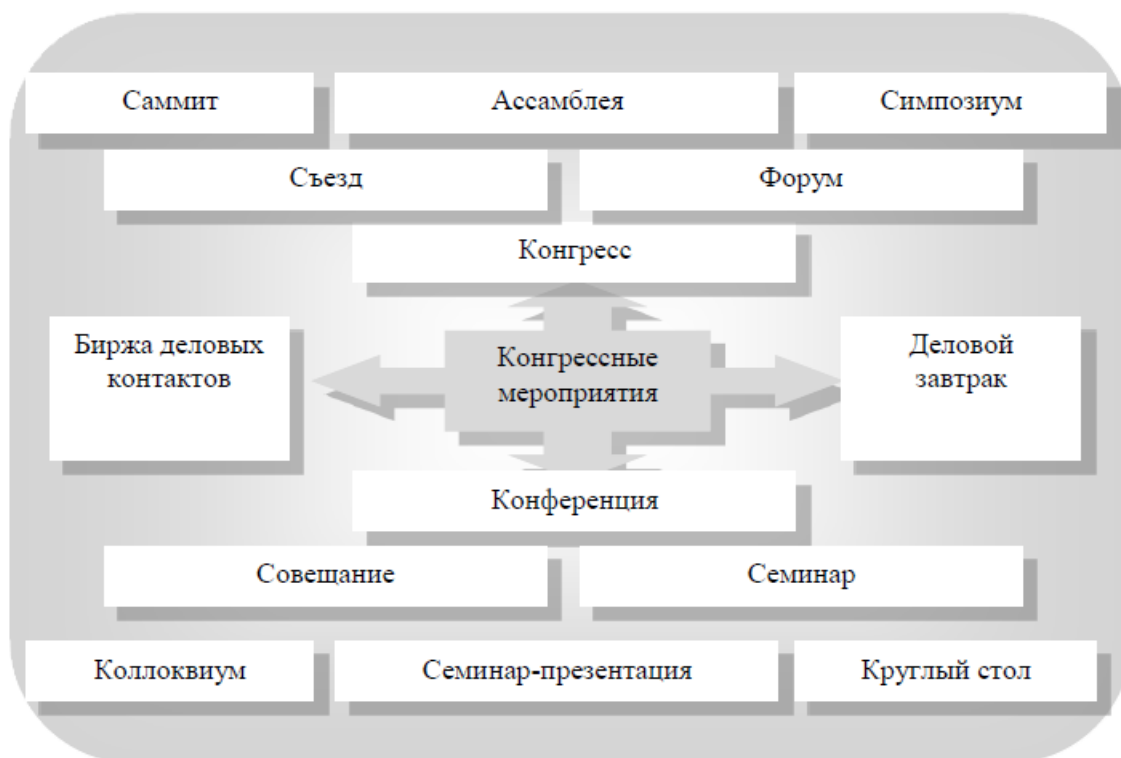 Саммит
Ассамблея
Симпозиум
Съезд
Форум
Конгресс
Биржа деловых
контактов
Конгрессные
мероприятия
Деловой
завтрак
Конференция
Совещание
Семинар
Коллоквиум
Семинар-презентация
Круглый стол